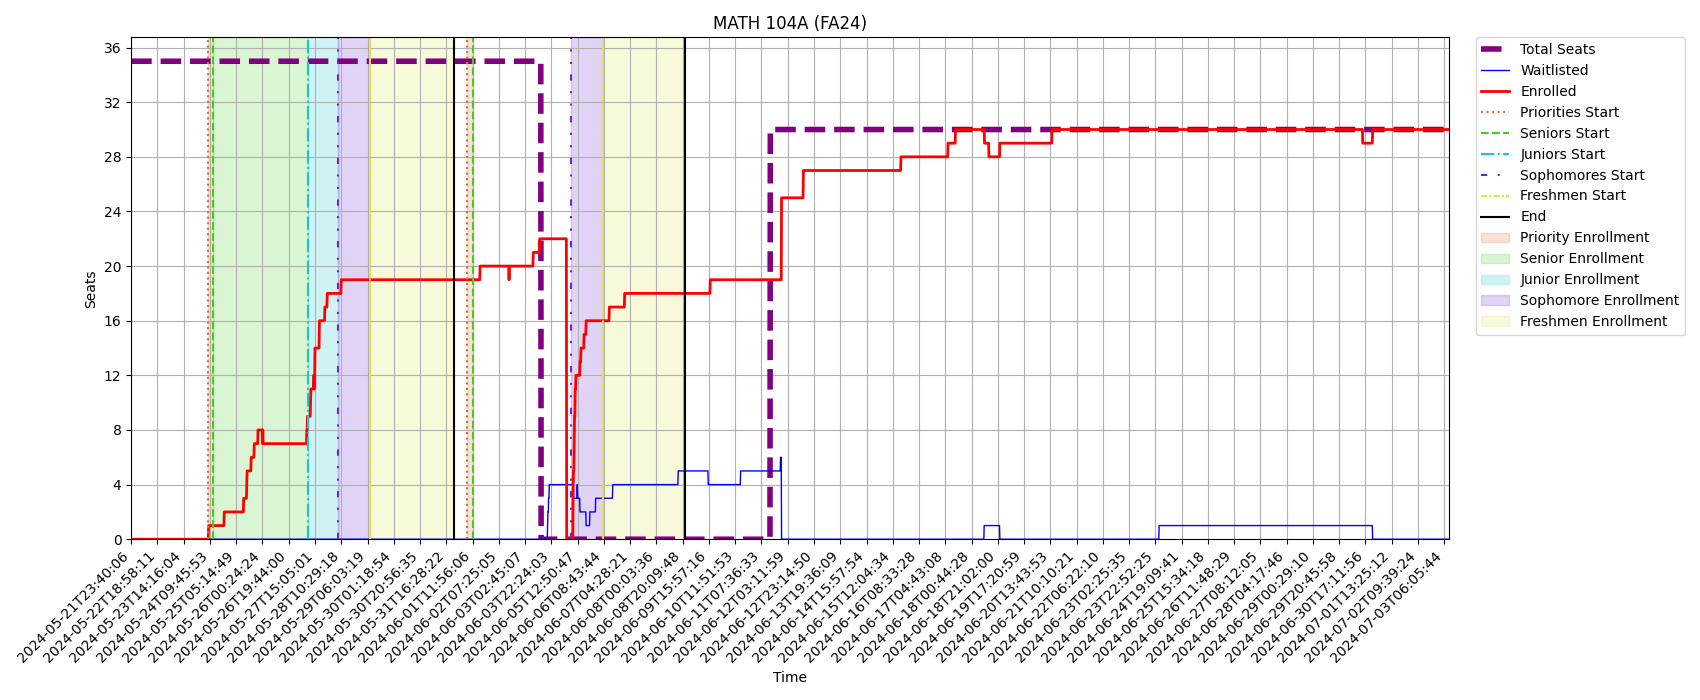 MATH 104A (FA24)
36
32
28
24
20
16
12
8
4
0
Seats
2024-05-21T23:40:06
2024-05-22T18:58:11
2024-05-23T14:16:04
2024-05-24T09:45:53
2024-05-25T05:14:49
2024-05-26T00:24:24
2024-05-26T19:44:00
2024-05-27T15:05:01
2024-05-28T10:29:18
2024-05-29T06:03:19
2024-05-30T01:18:54
2024-05-30T20:56:35
2024-05-31T16:28:22
2024-06-01T11:56:06
2024-06-02T07:25:05
2024-06-03T02:45:07
2024-06-03T22:24:03
2024-06-05T12:50:47
2024-06-06T08:43:44
2024-06-07T04:28:21
2024-06-08T00:03:36
2024-06-08T20:09:48
2024-06-09T15:57:16
2024-06-10T11:51:53
2024-06-11T07:36:33
2024-06-12T03:11:59
2024-06-12T23:14:50
2024-06-13T19:36:09
2024-06-14T15:57:54
2024-06-15T12:04:34
2024-06-16T08:33:28
2024-06-17T04:43:08
2024-06-18T00:44:28
2024-06-18T21:02:00
2024-06-19T17:20:59
2024-06-20T13:43:53
2024-06-21T10:10:21
2024-06-22T06:22:10
2024-06-23T02:25:35
2024-06-23T22:52:25
2024-06-24T19:09:41
2024-06-25T15:34:18
2024-06-26T11:48:29
2024-06-27T08:12:05
2024-06-28T04:17:46
2024-06-29T00:29:10
2024-06-29T20:45:58
2024-06-30T17:11:56
2024-07-01T13:25:12
2024-07-02T09:39:24
2024-07-03T06:05:44
Time
Total Seats
Waitlisted
Enrolled
Priorities Start
Seniors Start
Juniors Start
Sophomores Start
Freshmen Start
End
Priority Enrollment
Senior Enrollment
Junior Enrollment
Sophomore Enrollment
Freshmen Enrollment